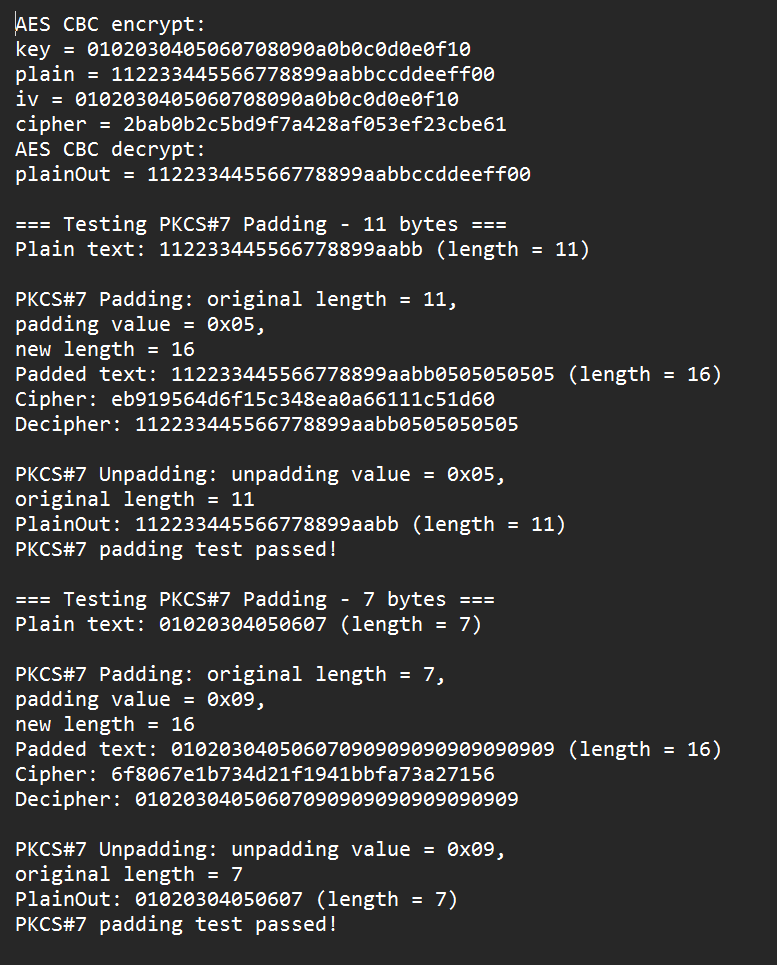 AES CBC encrypt:
key = 0102030405060708090a0b0c0d0e0f10
plain = 112233445566778899aabbccddeeff00
iv = 0102030405060708090a0b0c0d0e0f10
cipher = 2bab0b2c5bd9f7a428af053ef23cbe61
AES CBC decrypt:
plainOut = 112233445566778899aabbccddeeff00
=== Testing PKCS#7 Padding - 11 bytes ===
Plain text: 112233445566778899aabb (length = 11)
PKCS#7 Padding: original length = 11,
padding value = 0x05,
new length = 16
Padded text: 112233445566778899aabb0505050505 (length = 16)
Cipher: eb919564d6f15c348ea0a66111c51d60
Decipher: 112233445566778899aabb0505050505
PKCS#7 Unpadding: unpadding value = 0x05,
original length = 11
PlainOut: 112233445566778899aabb (length = 11)
PKCS#7 padding test passed!
=== Testing PKCS#7 Padding - 7 bytes ===
Plain text: 01020304050607 (length = 7)
PKCS#7 Padding: original length = 7,
padding value = 0x09,
new length = 16
Padded text: 01020304050607090909090909090909 (length = 16)
Cipher: 6f8067e1b734d21f1941bbfa73a27156
Decipher: 01020304050607090909090909090909
PKCS#7 Unpadding: unpadding value = 0x09,
original length = 7
PlainOut: 01020304050607 (length = 7)
PKCS#7 padding test passed!